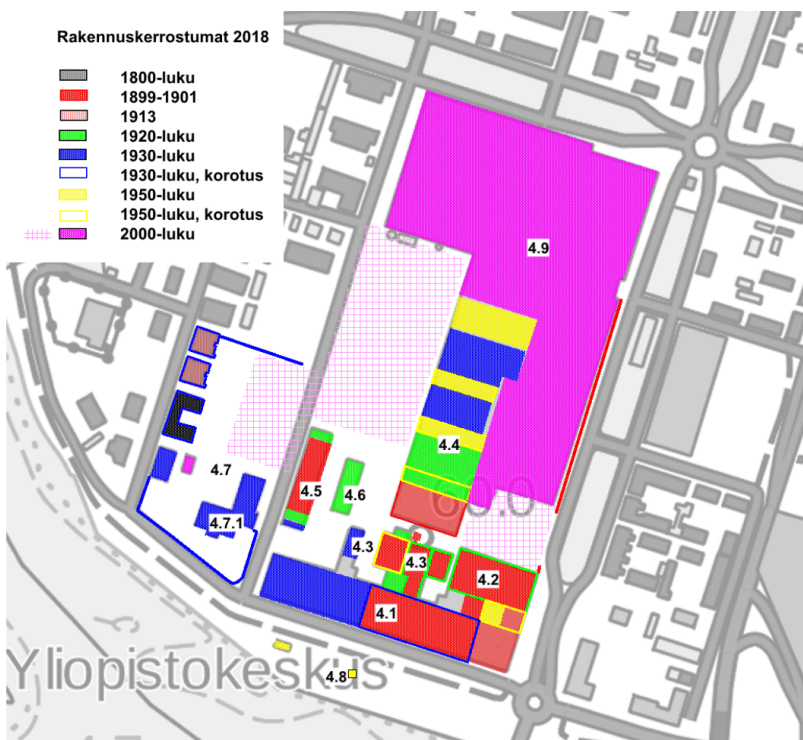 Rakennuskerrostumat 2018
1800-luku
1899-1901
1913
1920-luku
1930-luku
1930-luku, korotus
1950-luku
1950-luku, korotus
2000-luku
4.9
4.4
60.0
4.7
4.5
4.6
4.7.1
4.3
4.3
4.2
4.1
Yliopistokeskus
4.8